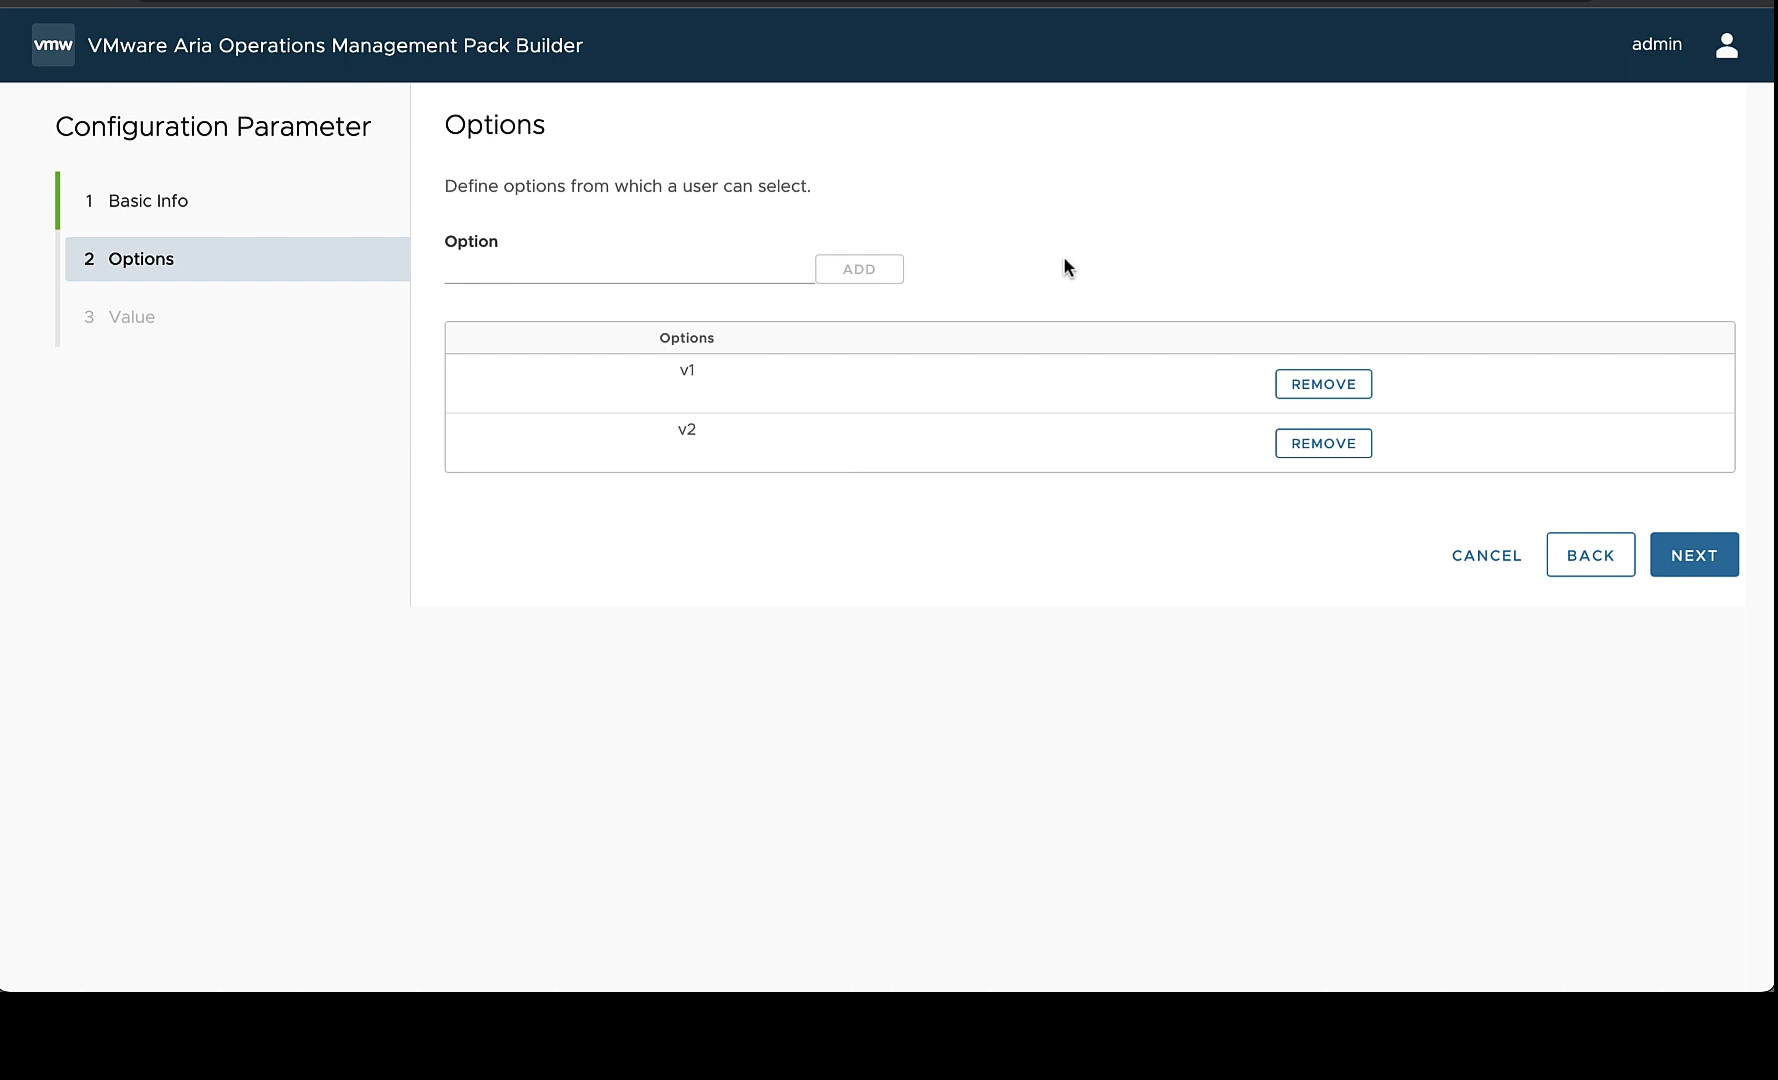 vmw VMware Aria Operations Management Pack Builder admin
Configuration Parameter
1 Basic Info
2 Options
3 Value
Options
Define options from which a user can select.
Option
ADD
Options
v1 REMOVE
v2 REMOVE
CANCEL BACK NEXT